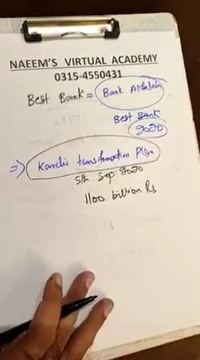 NAEEM'S VIRTUAL ACADEMY
0315-4550431
Best Bank = Bank Alfalah
Best Bank
2020
=> Karachi transformation Plan
5th Sep 2020
1100 billion Rs